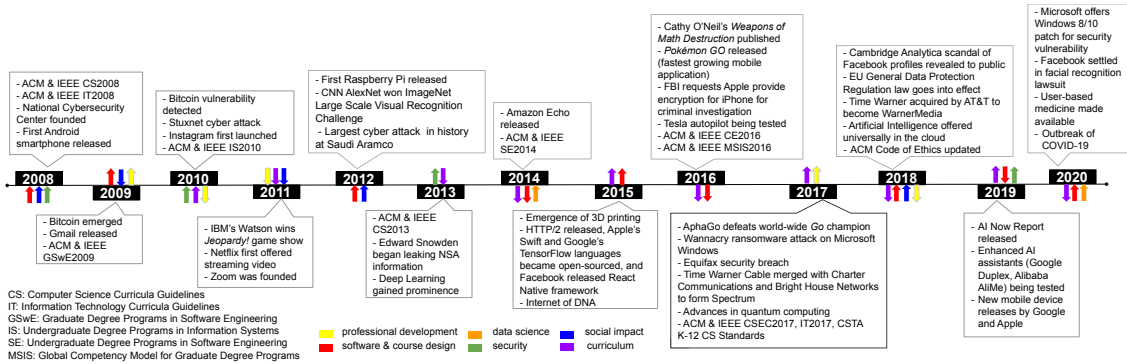 - ACM & IEEE CS2008
- ACM & IEEE IT2008
- National Cybersecurity
Center founded
- First Android
smartphone released
2008
2009
- Bitcoin emerged
- Gmail released
- ACM & IEEE
GSwE2009
- Bitcoin vulnerability
detected
- Stuxnet cyber attack
- Instagram first launched
- ACM & IEEE IS2010
2010
2011
- IBM's Watson wins
Jeopardy! game show
- Netflix first offered
streaming video
- Zoom was founded
- First Raspberry Pi released
- CNN AlexNet won ImageNet
Large Scale Visual Recognition
Challenge
- Largest cyber attack in history
at Saudi Aramco
2012
2013
- ACM & IEEE
CS2013
- Edward Snowden
began leaking NSA
information
- Deep Learning
gained prominence
- Amazon Echo
released
- ACM & IEEE
SE2014
2014
2015
- Emergence of 3D printing
- HTTP/2 released, Apple's
Swift and Google's
TensorFlow languages
became open-sourced, and
Facebook released React
Native framework
- Internet of DNA
- Cathy O'Neil's Weapons of
Math Destruction published
- Pokémon GO released
(fastest growing mobile
application)
- FBI requests Apple provide
encryption for iPhone for
criminal investigation
- Tesla autopilot being tested
- ACM & IEEE CE2016
- ACM & IEEE MSIS2016
2016
2017
- AphaGo defeats world-wide Go champion
- Wannacry ransomware attack on Microsoft
Windows
- Equifax security breach
- Time Warner Cable merged with Charter
Communications and Bright House Networks
to form Spectrum
- Advances in quantum computing
- ACM & IEEE CSEC2017, IT2017, CSTA
K-12 CS Standards
- Cambridge Analytica scandal of
Facebook profiles revealed to public
- EU General Data Protection
Regulation law goes into effect
- Time Warner acquired by AT&T to
become WarnerMedia
- Artificial Intelligence offered
universally in the cloud
- ACM Code of Ethics updated
2018
2019
- AI Now Report
released
- Enhanced AI
assistants (Google
Duplex, Alibaba
AliMe) being tested
- New mobile device
releases by Google
and Apple
- Microsoft offers
Windows 8/10
patch for security
vulnerability
- Facebook settled
in facial recognition
lawsuit
- User-based
medicine made
available
- Outbreak of
COVID-19
2020
CS: Computer Science Curricula Guidelines
IT: Information Technology Curricula Guidelines
GSwE: Graduate Degree Programs in Software Engineering
IS: Undergraduate Degree Programs in Information Systems
SE: Undergraduate Degree Programs in Software Engineering
MSIS: Global Competency Model for Graduate Degree Programs
professional development
data science
social impact
software & course design
security
curriculum